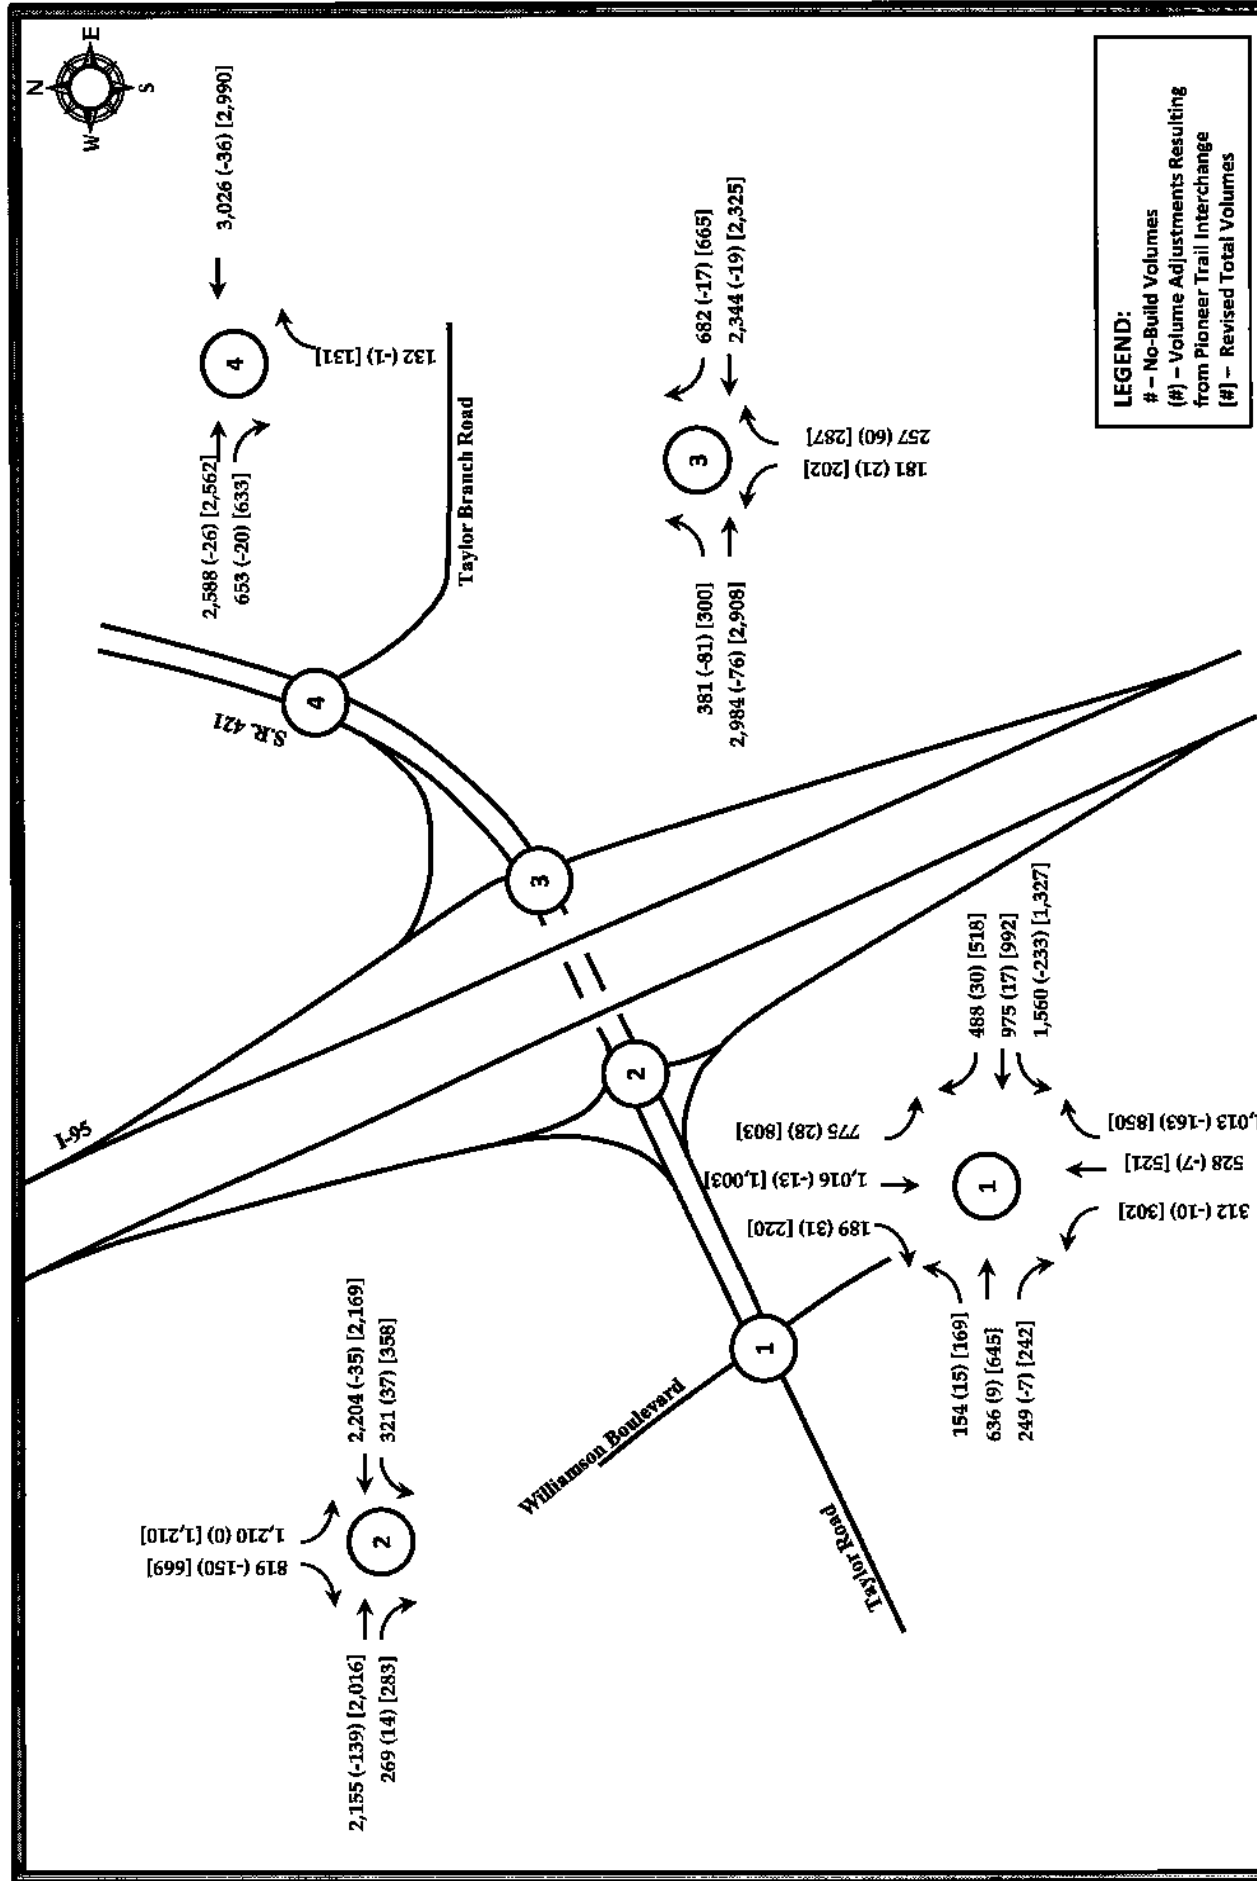 N
E
W
S
3,026 (-36) [2,990]
2,588 (-26) [2,562]
653 (-20) [633]
4
132 (-1) [131]
Taylor Branch Road
S.R. 421
4
381 (-81) [300]
2,984 (-76) [2,908]
3
682 (-17) [665]
2,344 (-19) [2,325]
181 (21) [202]
257 (60) [287]
I-95
3
2
1
Williamson Boulevard
Taylor Road
819 (-150) [669]
1,210 (0) [1,210]
2,204 (-35) [2,169]
321 (37) [358]
2
2,155 (-139) [2,016]
269 (14) [283]
189 (31) [220]
1,016 (-13) [1,003]
775 (28) [803]
488 (30) [518]
975 (17) [992]
1,560 (-233) [1,327]
1
154 (15) [169]
636 (9) [645]
249 (-7) [242]
312 (-10) [302]
528 (-7) [521]
1,013 (-163) [850]
LEGEND:
# – No-Build Volumes
(#) – Volume Adjustments Resulting
from Pioneer Trail Interchange
[#] – Revised Total Volumes